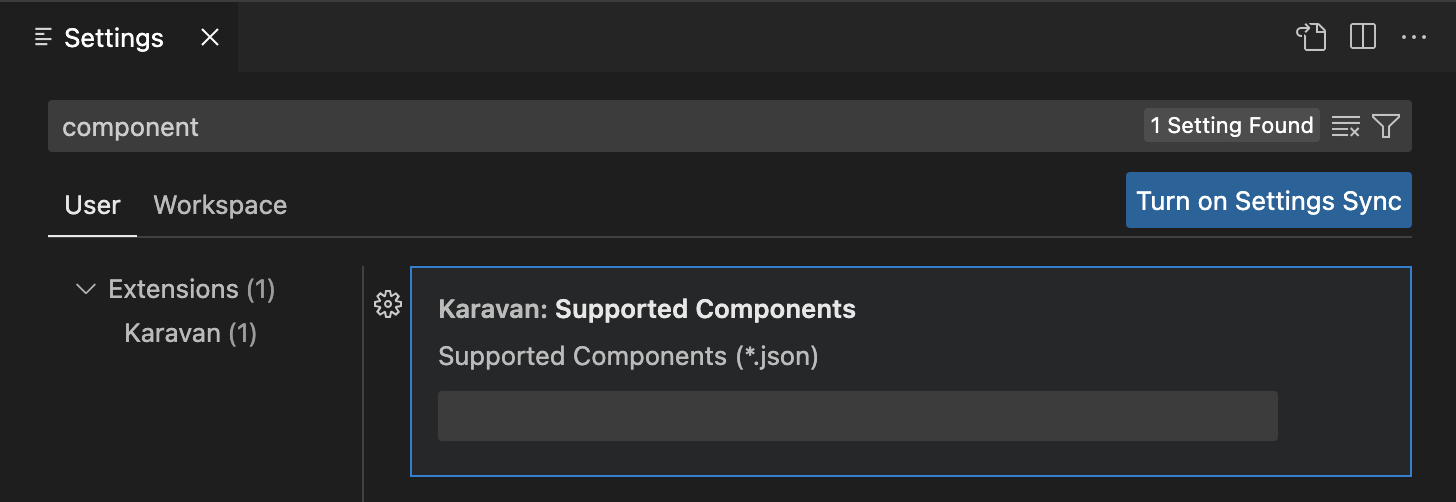 Settings
component
1 Setting Found
User Workspace
Turn on Settings Sync
Extensions (1)
Karavan (1)
Karavan: Supported Components
Supported Components (*.json)